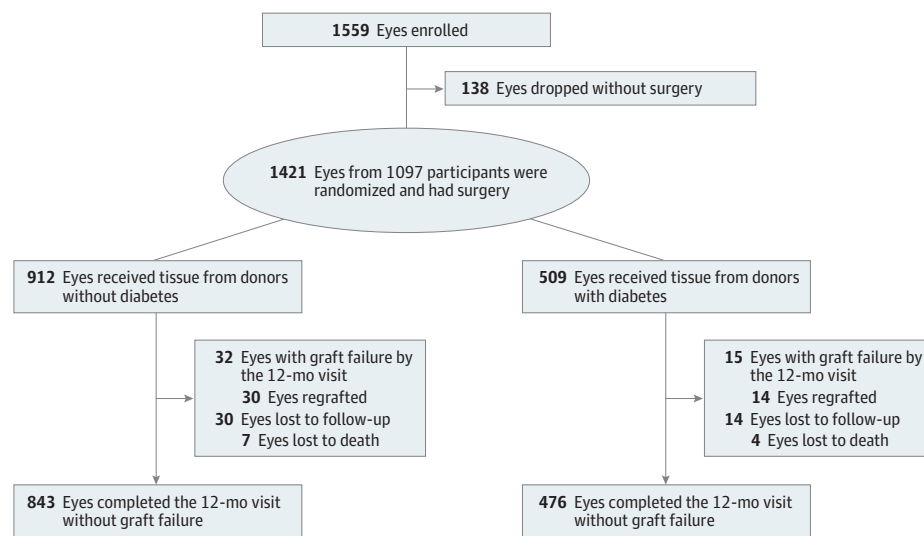 1559 Eyes enrolled
138 Eyes dropped without surgery
1421 Eyes from 1097 participants were
randomized and had surgery
912 Eyes received tissue from donors
without diabetes
509 Eyes received tissue from donors
with diabetes
32 Eyes with graft failure by
the 12-mo visit
30 Eyes regrafted
30 Eyes lost to follow-up
7 Eyes lost to death
15 Eyes with graft failure by
the 12-mo visit
14 Eyes regrafted
14 Eyes lost to follow-up
4 Eyes lost to death
843 Eyes completed the 12-mo visit
without graft failure
476 Eyes completed the 12-mo visit
without graft failure